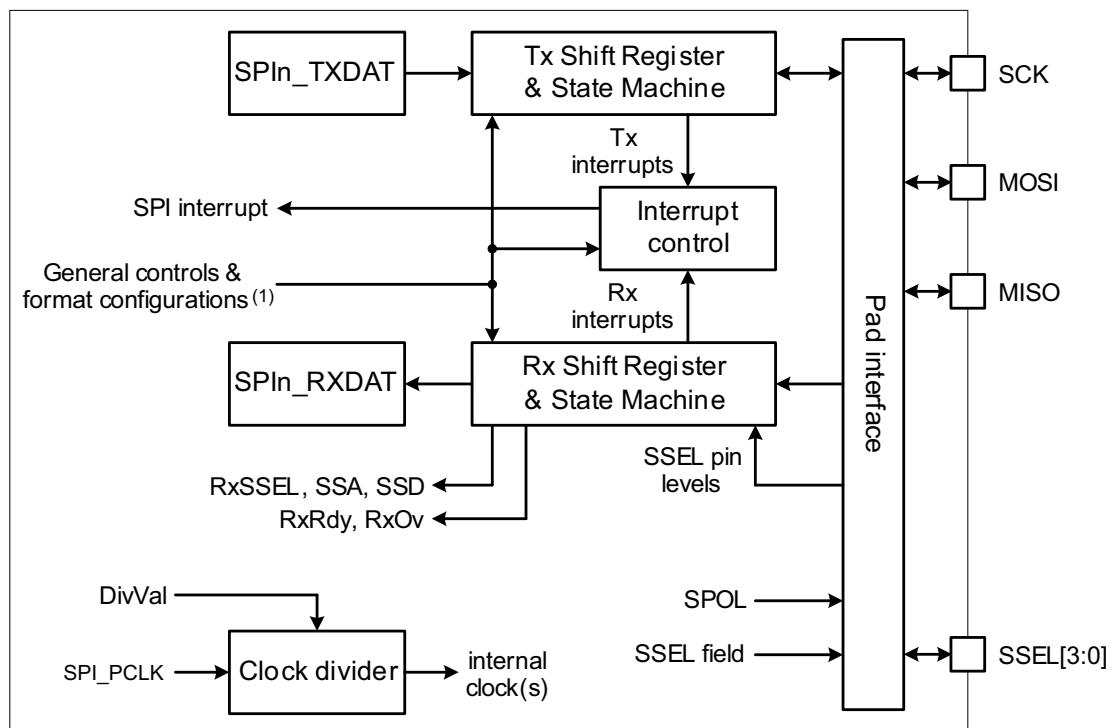 SPIn_TXDAT
Tx Shift Register
& State Machine
SCK
Tx
interrupts
MOSI
SPI interrupt
Interrupt
control
General controls &
format configurations (1)
Rx
interrupts
MISO
Pad interface
SPIn_RXDAT
Rx Shift Register
& State Machine
SSEL pin
levels
RxSSEL, SSA, SSD
RxRdy, RxOv
DivVal
SPOL
SPI_PCLK
Clock divider
internal
clock(s)
SSEL field
SSEL[3:0]